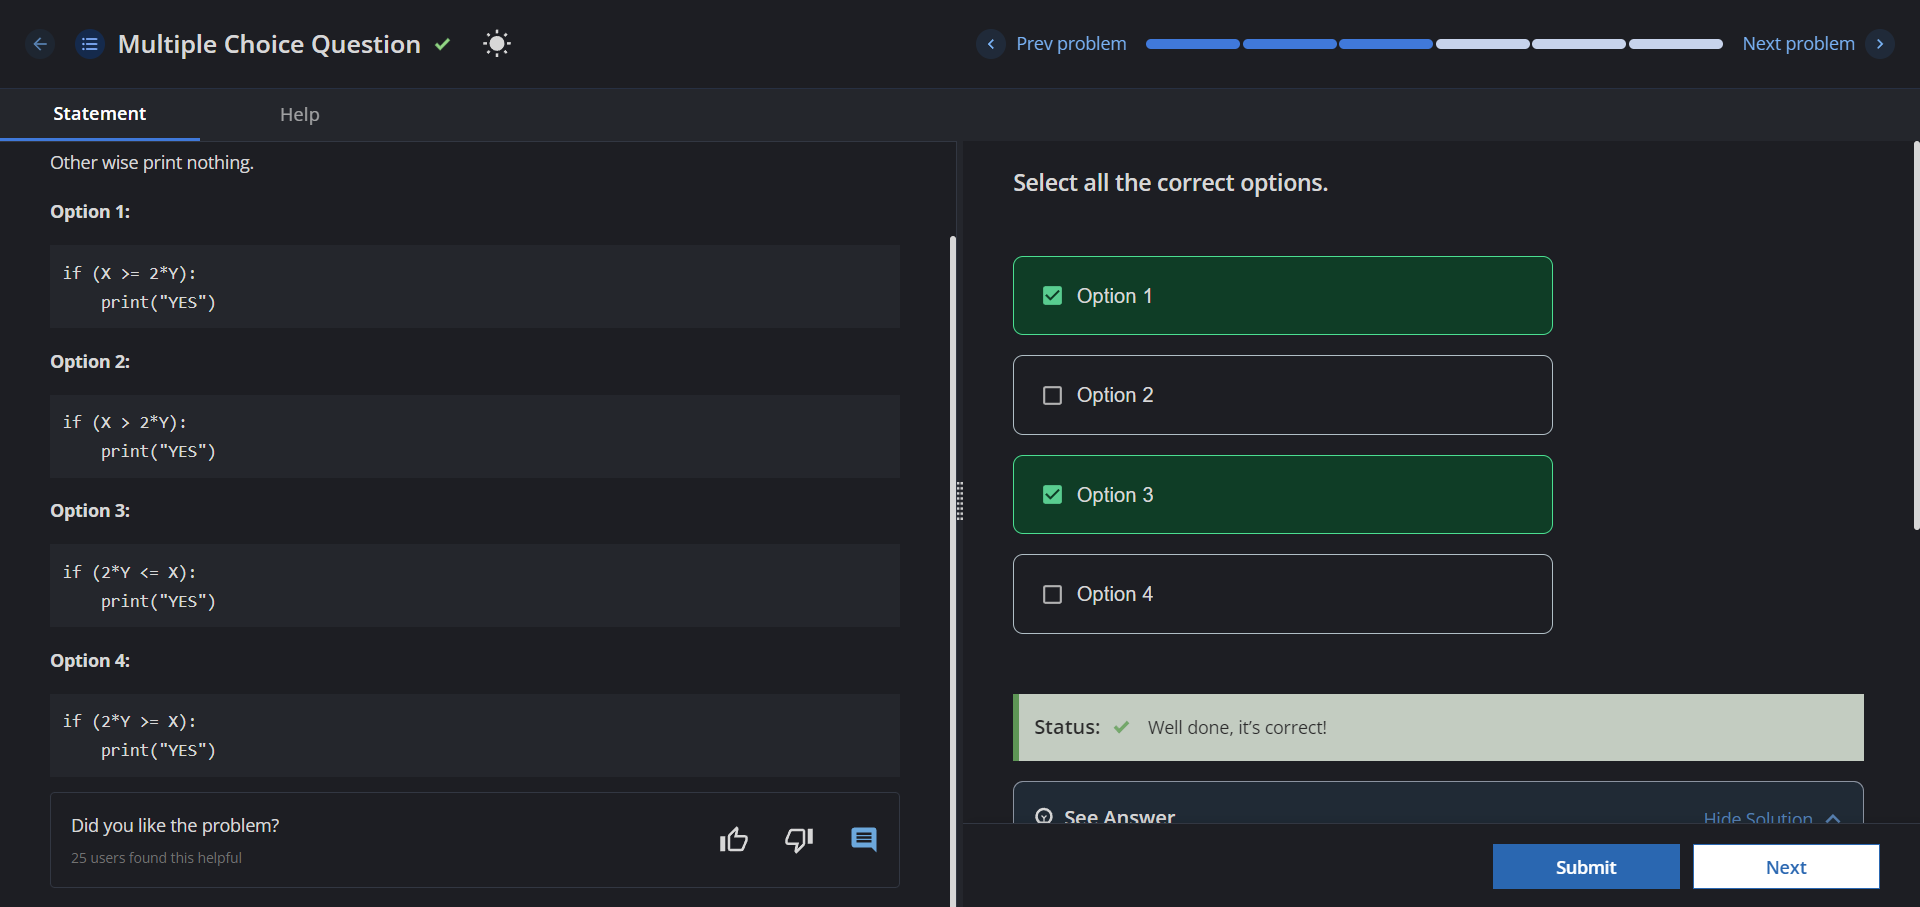 Multiple Choice Question
Prev problem
Next problem
Statement
Help
Other wise print nothing.
Option 1:
if (X >= 2*Y):
    print("YES")
Option 2:
if (X > 2*Y):
    print("YES")
Option 3:
if (2*Y <= X):
    print("YES")
Option 4:
if (2*Y >= X):
    print("YES")
Did you like the problem?
25 users found this helpful
Select all the correct options.
Option 1
Option 2
Option 3
Option 4
Status: Well done, it's correct!
See Answer
Hide Solution
Submit
Next